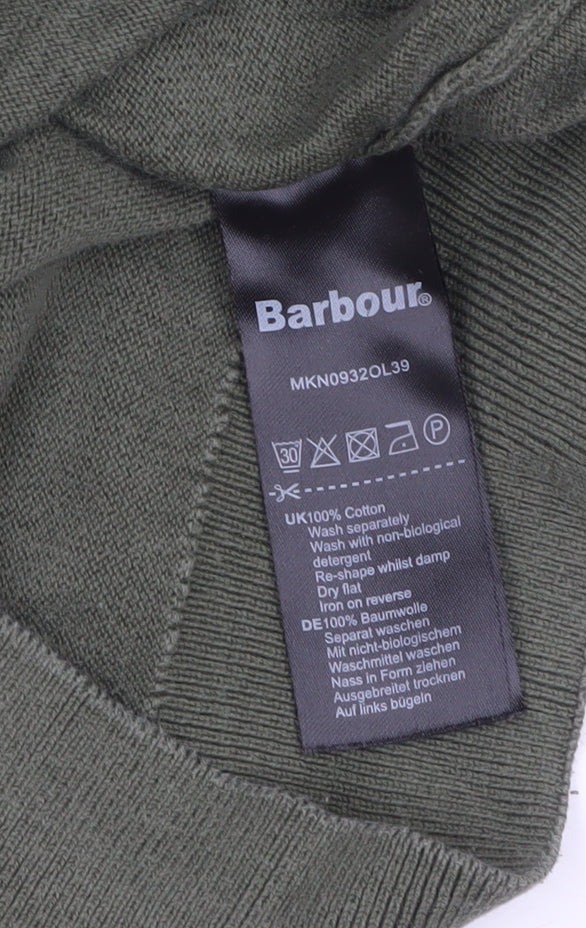 Barbour®
MKN0932OL39
30 P
UK100% Cotton
Wash separately
Wash with non-biological
detergent
Re-shape whilst damp
Dry flat
Iron on reverse
DE100% Baumwolle
Separat waschen
Mit nicht-biologischem
Waschmittel waschen
Nass in Form ziehen
Ausgebreitet trocknen
Auf links bügeln